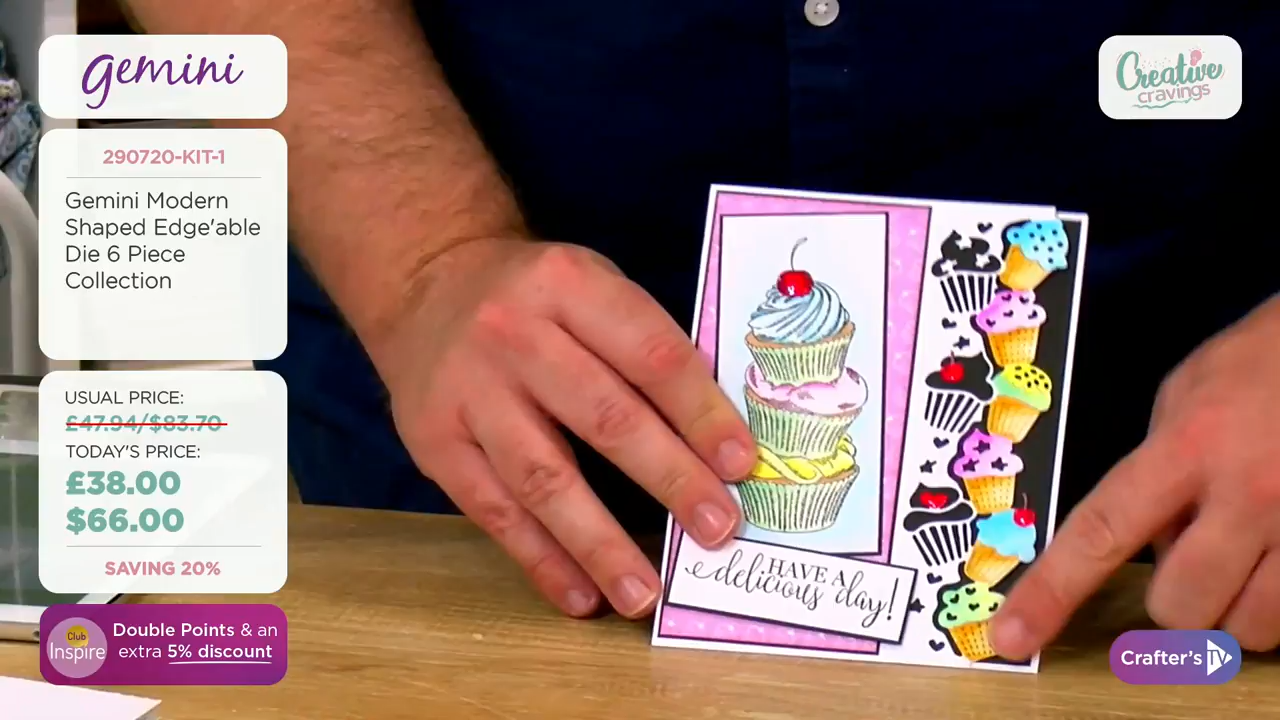 gemini
290720-KIT-1
Gemini Modern
Shaped Edge'able
Die 6 Piece
Collection
USUAL PRICE:
£47.94/$83.70
TODAY'S PRICE:
£38.00
$66.00
SAVING 20%
Club
Inspire
Double Points & an
extra 5% discount
Creative
cravings
HAVE A
delicious day!
Crafter's TV